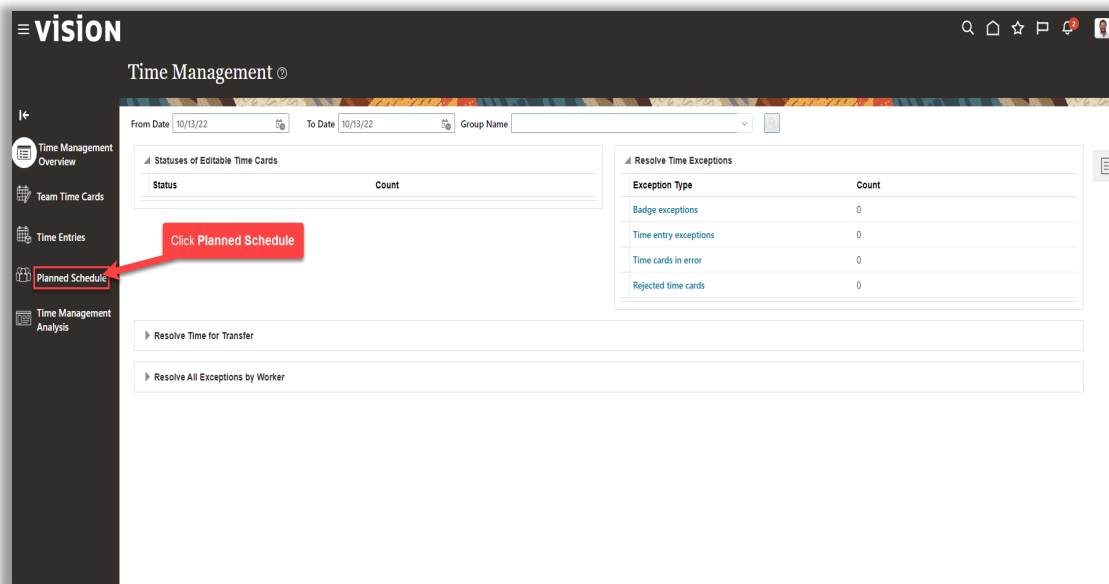 vision
2
Time Management
From Date 10/13/22 To Date 10/13/22 Group Name
Time Management
Overview
Team Time Cards
Time Entries
Planned Schedule
Time Management
Analysis
Statuses of Editable Time Cards
Status Count
Click Planned Schedule
Resolve Time Exceptions
Exception Type Count
Badge exceptions 0
Time entry exceptions 0
Time cards in error 0
Rejected time cards 0
Resolve Time for Transfer
Resolve All Exceptions by Worker